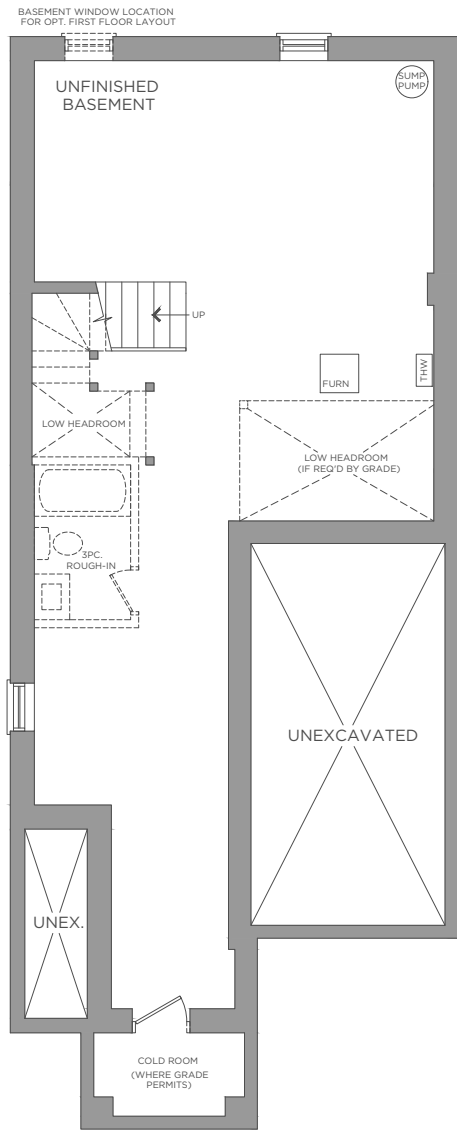 BASEMENT WINDOW LOCATION
FOR OPT. FIRST FLOOR LAYOUT
UNFINISHED
BASEMENT
SUMP
PUMP
UP
FURN
THW
LOW HEADROOM
LOW HEADROOM
(IF REQ'D BY GRADE)
3PC.
ROUGH-IN
UNEXCAVATED
UNEX.
COLD ROOM
(WHERE GRADE
PERMITS)